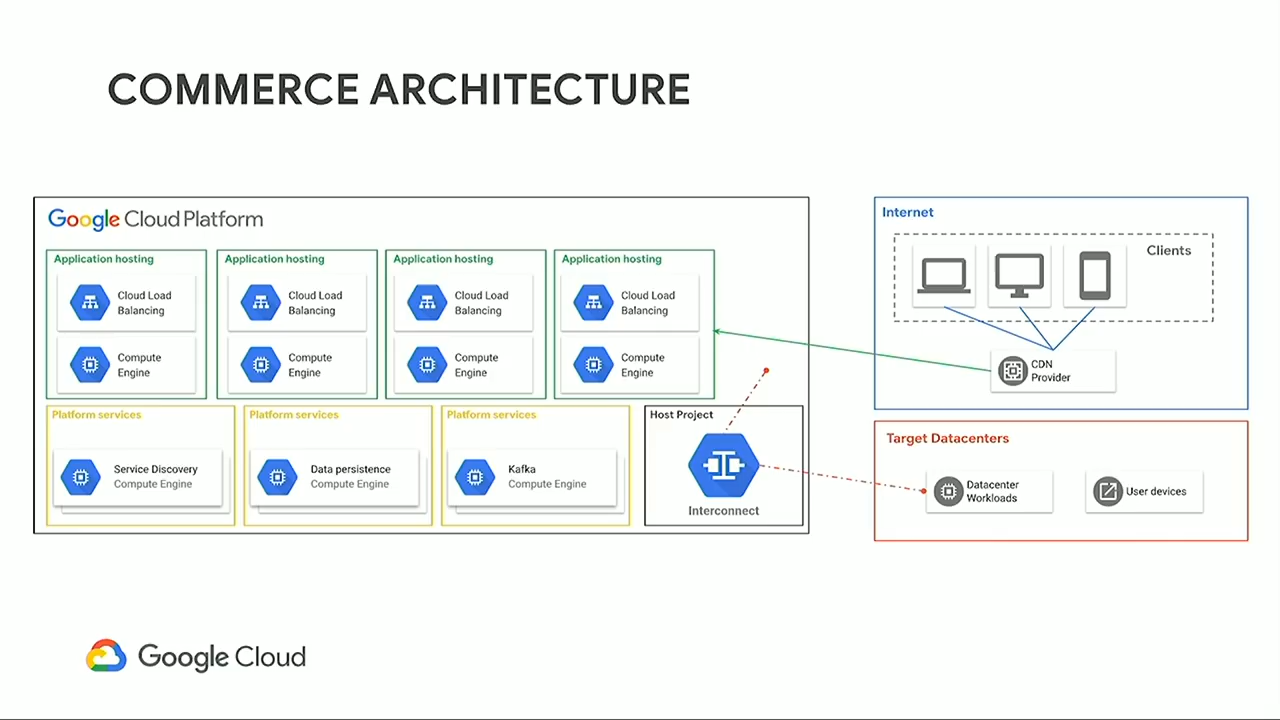 COMMERCE ARCHITECTURE
Google Cloud Platform
Application hosting
Cloud Load
Balancing
Compute
Engine
Application hosting
Cloud Load
Balancing
Compute
Engine
Application hosting
Cloud Load
Balancing
Compute
Engine
Application hosting
Cloud Load
Balancing
Compute
Engine
Platform services
Service Discovery
Compute Engine
Platform services
Data persistence
Compute Engine
Platform services
Kafka
Compute Engine
Host Project
Interconnect
Internet
Clients
CDN
Provider
Target Datacenters
Datacenter
Workloads
User devices
Google Cloud